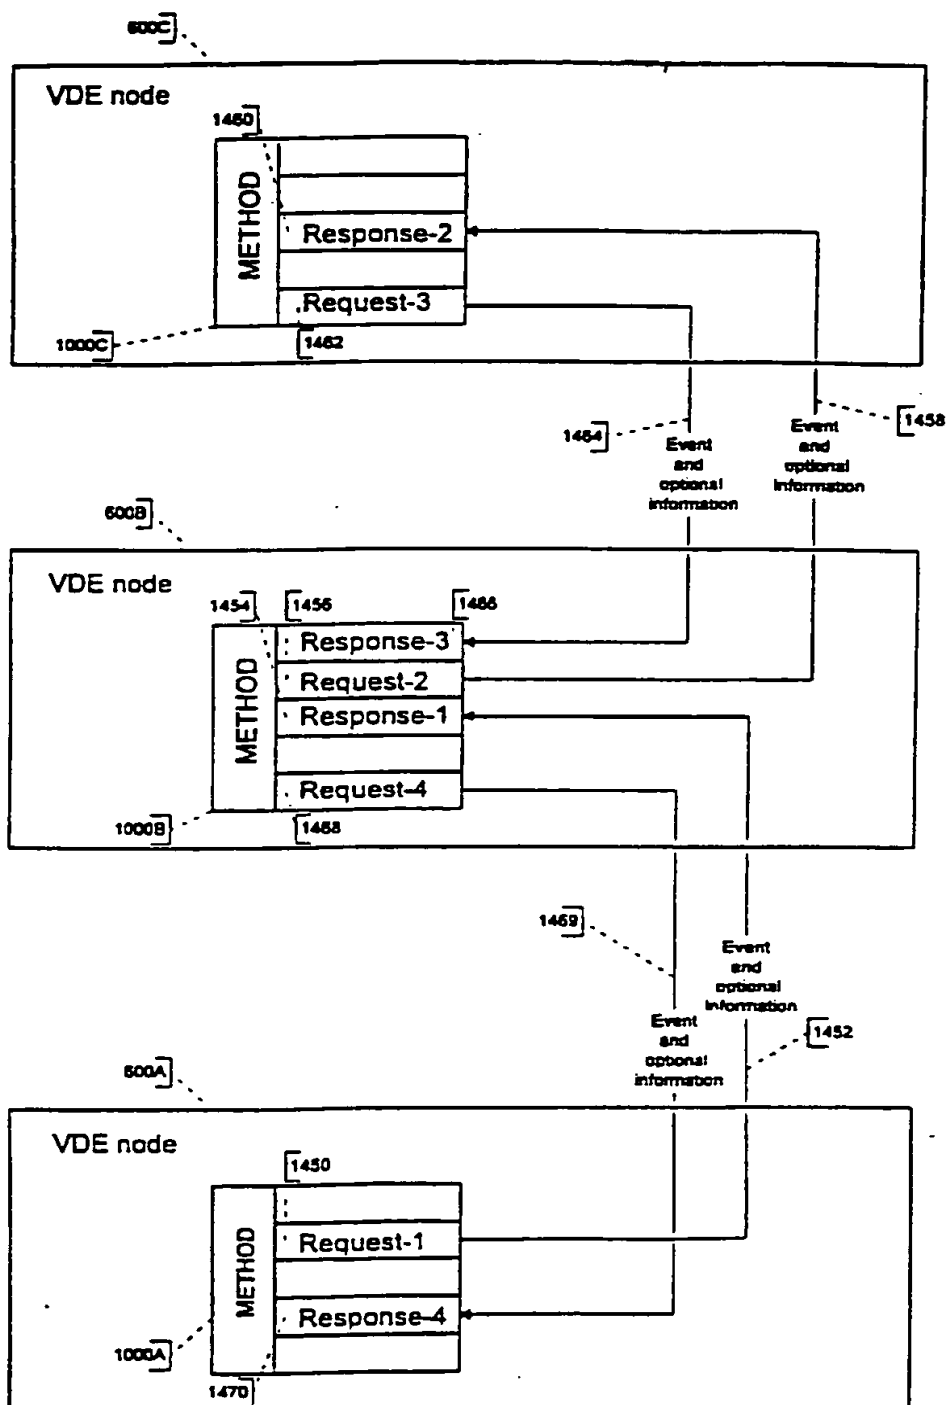 600C
VDE node
1460
METHOD
Response-2
Request-3
1000C
1462
1464
1458
Event
and
optional
information
Event
and
optional
information
600B
VDE node
1454
1456
1466
METHOD
Response-3
Request-2
Response-1
Request-4
1000B
1468
1469
Event
and
optional
information
Event
and
optional
information
1452
600A
VDE node
1450
METHOD
Request-1
Response-4
1000A
1470